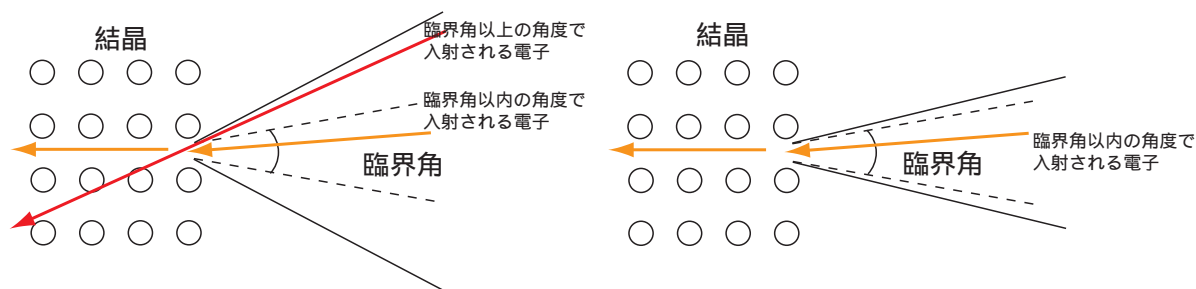 結晶
臨界角以上の角度で
入射される電子
臨界角以内の角度で
入射される電子
臨界角
結晶
臨界角以内の角度で
入射される電子
臨界角